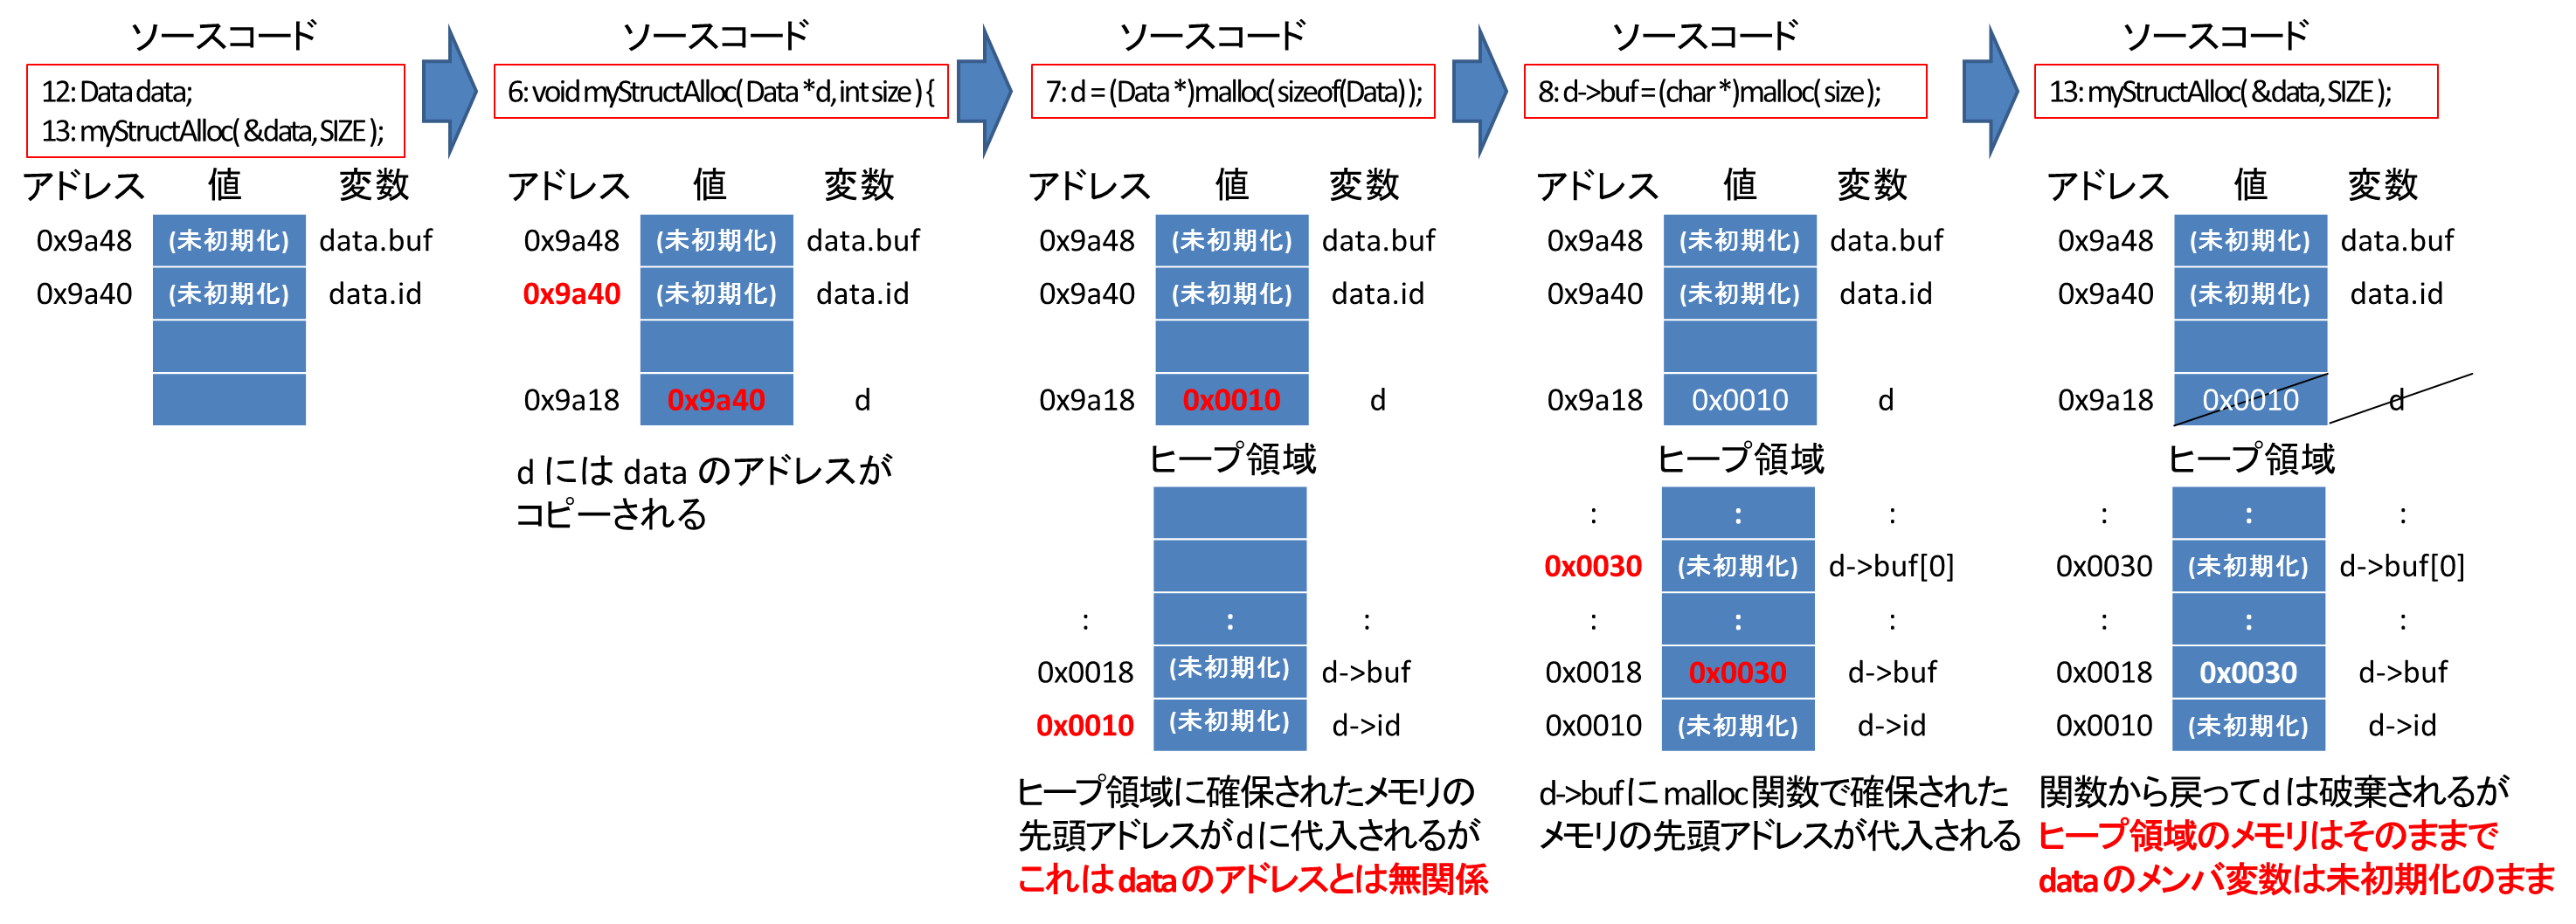 ソースコード
12: Data data;
13: myStructAlloc( &data, SIZE );
アドレス 値 変数
0x9a48 (未初期化) data.buf
0x9a40 (未初期化) data.id
ソースコード
6: void myStructAlloc( Data *d, int size ) {
アドレス 値 変数
0x9a48 (未初期化) data.buf
0x9a40 (未初期化) data.id
0x9a18 0x9a40 d
d には data のアドレスが
コピーされる
ソースコード
7: d = (Data *)malloc( sizeof(Data) );
アドレス 値 変数
0x9a48 (未初期化) data.buf
0x9a40 (未初期化) data.id
0x9a18 0x0010 d
ヒープ領域
: : :
0x0018 (未初期化) d->buf
0x0010 (未初期化) d->id
ヒープ領域に確保されたメモリの
先頭アドレスがdに代入されるが
これはdataのアドレスとは無関係
ソースコード
8: d->buf = (char *)malloc( size );
アドレス 値 変数
0x9a48 (未初期化) data.buf
0x9a40 (未初期化) data.id
0x9a18 0x0010 d
ヒープ領域
: : :
0x0030 (未初期化) d->buf[0]
: : :
0x0018 0x0030 d->buf
0x0010 (未初期化) d->id
d->bufにmalloc関数で確保された
メモリの先頭アドレスが代入される
ソースコード
13: myStructAlloc( &data, SIZE );
アドレス 値 変数
0x9a48 (未初期化) data.buf
0x9a40 (未初期化) data.id
0x9a18 0x0010 d
ヒープ領域
: : :
0x0030 (未初期化) d->buf[0]
: : :
0x0018 0x0030 d->buf
0x0010 (未初期化) d->id
関数から戻ってdは破棄されるが
ヒープ領域のメモリはそのままで
dataのメンバ変数は未初期化のまま